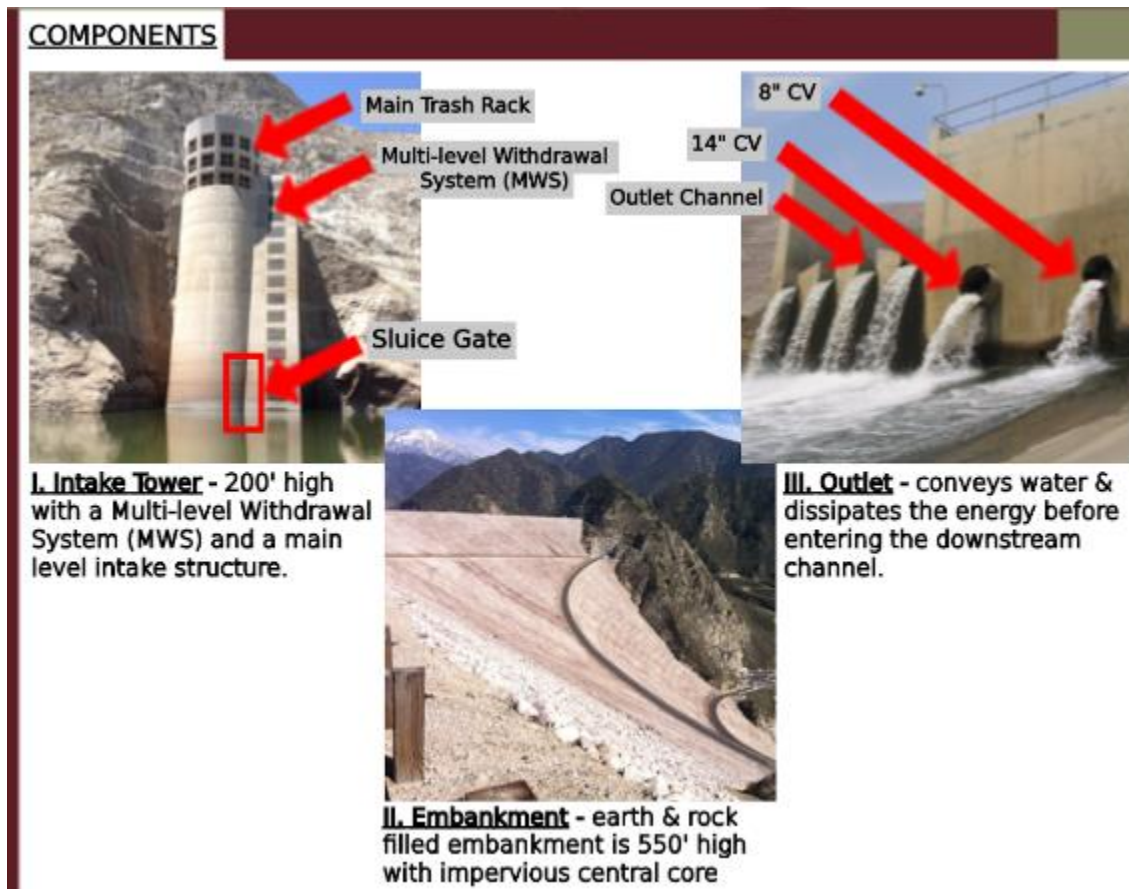 COMPONENTS
Main Trash Rack
Multi-level Withdrawal
System (MWS)
Sluice Gate
8" CV
14" CV
Outlet Channel
I. Intake Tower - 200' high
with a Multi-level Withdrawal
System (MWS) and a main
level intake structure.
II. Embankment - earth & rock
filled embankment is 550' high
with impervious central core
III. Outlet - conveys water &
dissipates the energy before
entering the downstream
channel.